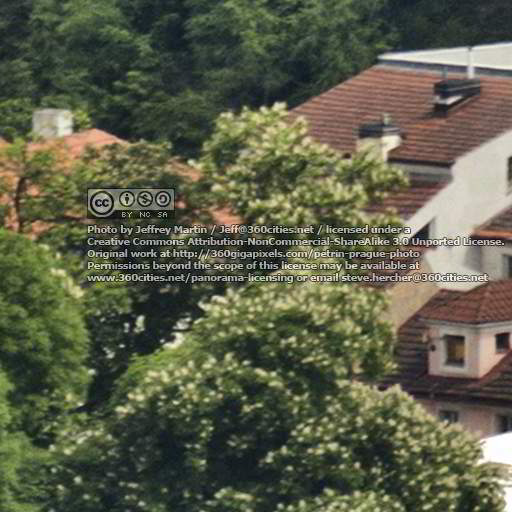 cc
BY NC SA
Photo by Jeffrey Martin / Jeff@360cities.net / licensed under a
Creative Commons Attribution-NonCommercial-ShareAlike 3.0 Unported License.
Original work at http://360gigapixels.com/petrin-prague-photo
Permissions beyond the scope of this license may be available at
www.360cities.net/panorama-licensing or email steve.hercher@360cities.net